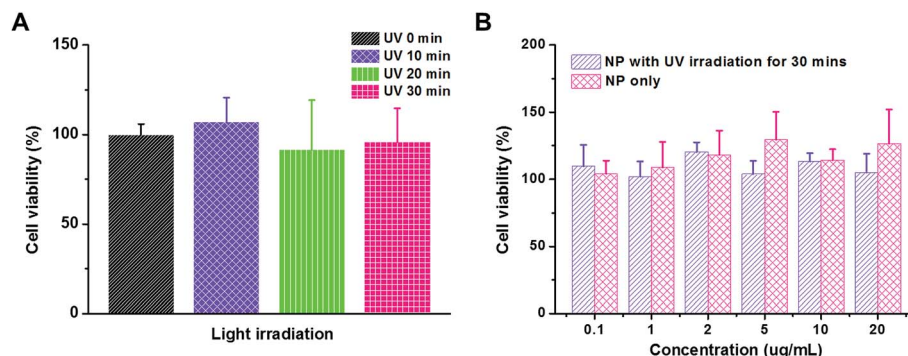 A
Cell viability (%)
150
100
50
0
UV 0 min
UV 10 min
UV 20 min
UV 30 min
Light irradiation
B
Cell viability (%)
200
150
100
50
0
NP with UV irradiation for 30 mins
NP only
0.1 1 2 5 10 20
Concentration (ug/mL)